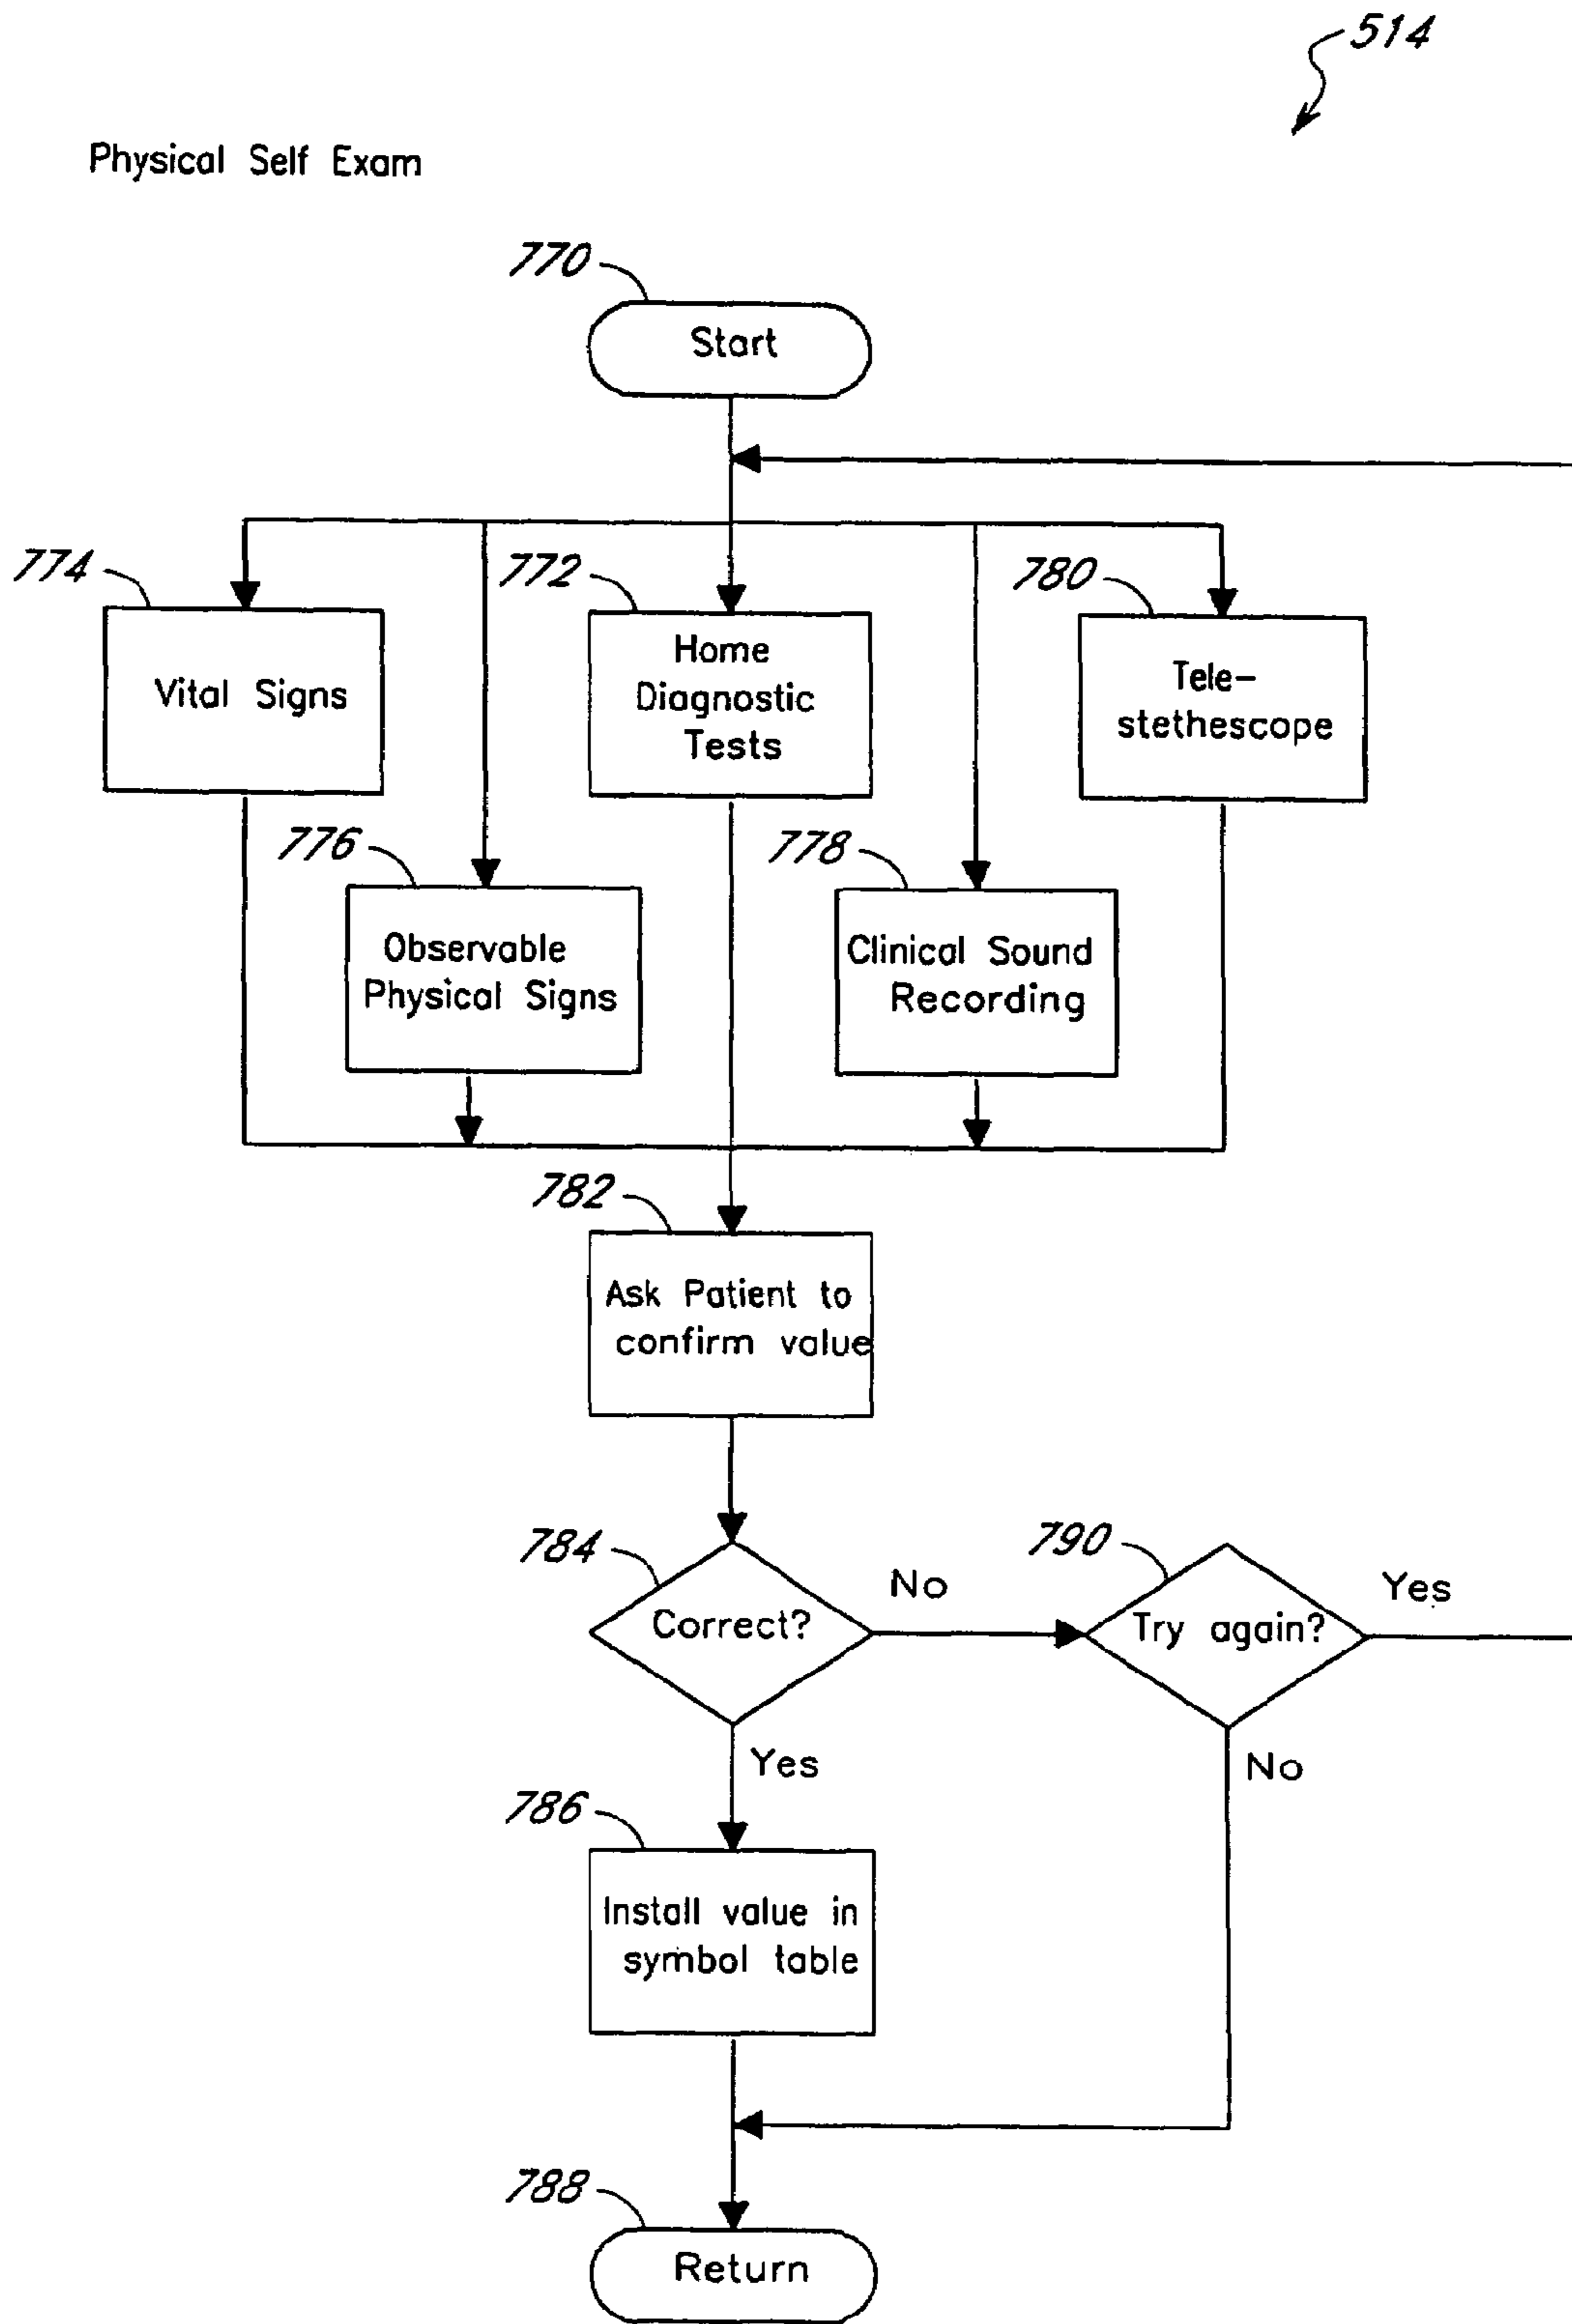 514
Physical Self Exam
770
Start
774
772
780
Vital Signs
Home
Diagnostic
Tests
Tele-
stethescope
776
778
Observable
Physical Signs
Clinical Sound
Recording
782
Ask Patient to
confirm value
784
790
No
Yes
Correct?
Try again?
Yes
No
786
Install value in
symbol table
788
Return